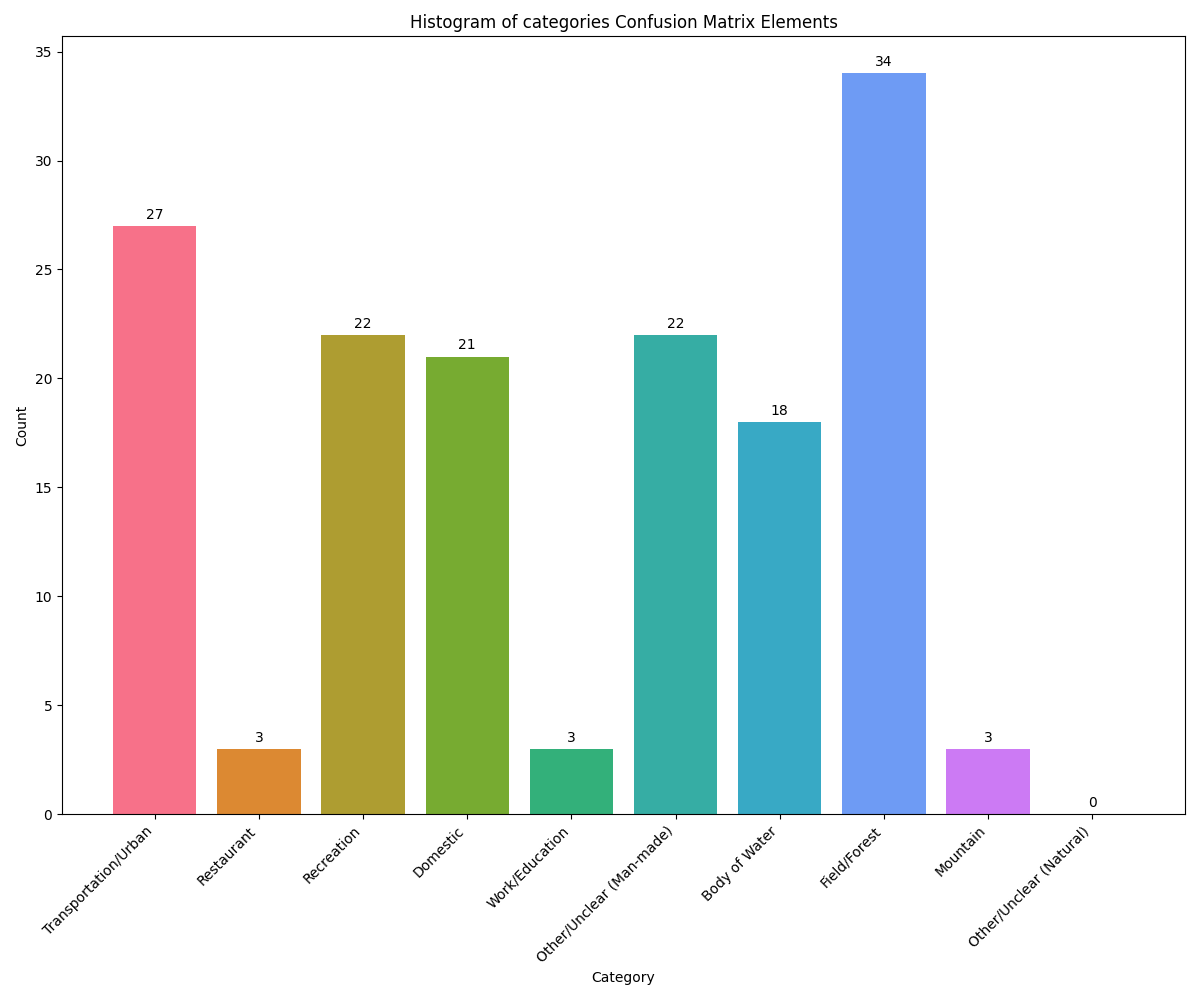 Histogram of categories Confusion Matrix Elements
35
30
25
20
15
10
5
0
Count
27
3
22
21
3
22
18
34
3
0
Transportation/Urban
Restaurant
Recreation
Domestic
Work/Education
Other/Unclear (Man-made)
Body of Water
Field/Forest
Mountain
Other/Unclear (Natural)
Category